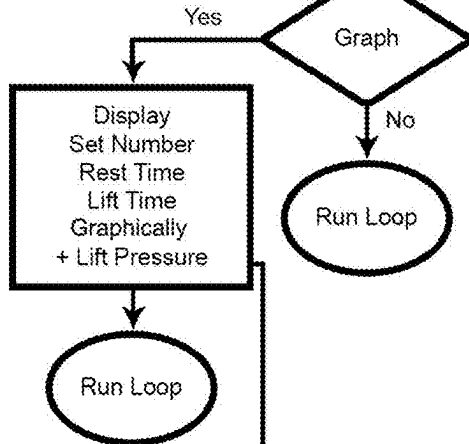 Yes
Graph
No
Display
Set Number
Rest Time
Lift Time
Graphically
+ Lift Pressure
Run Loop
Run Loop